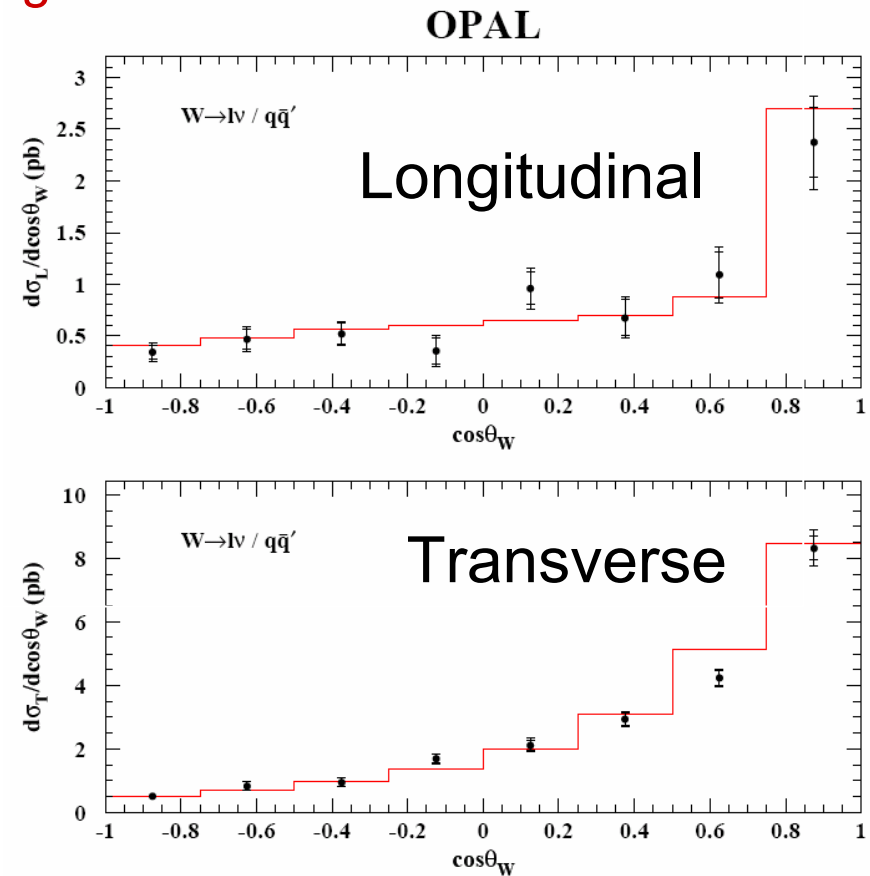 g
OPAL
W→lν / qq̄′
Longitudinal
dσL/dcosθW (pb)
3
2.5
2
1.5
1
0.5
0
-1 -0.8 -0.6 -0.4 -0.2 0 0.2 0.4 0.6 0.8 1
cosθW
W→lν / qq̄′
Transverse
dσT/dcosθW (pb)
10
8
6
4
2
0
-1 -0.8 -0.6 -0.4 -0.2 0 0.2 0.4 0.6 0.8 1
cosθW